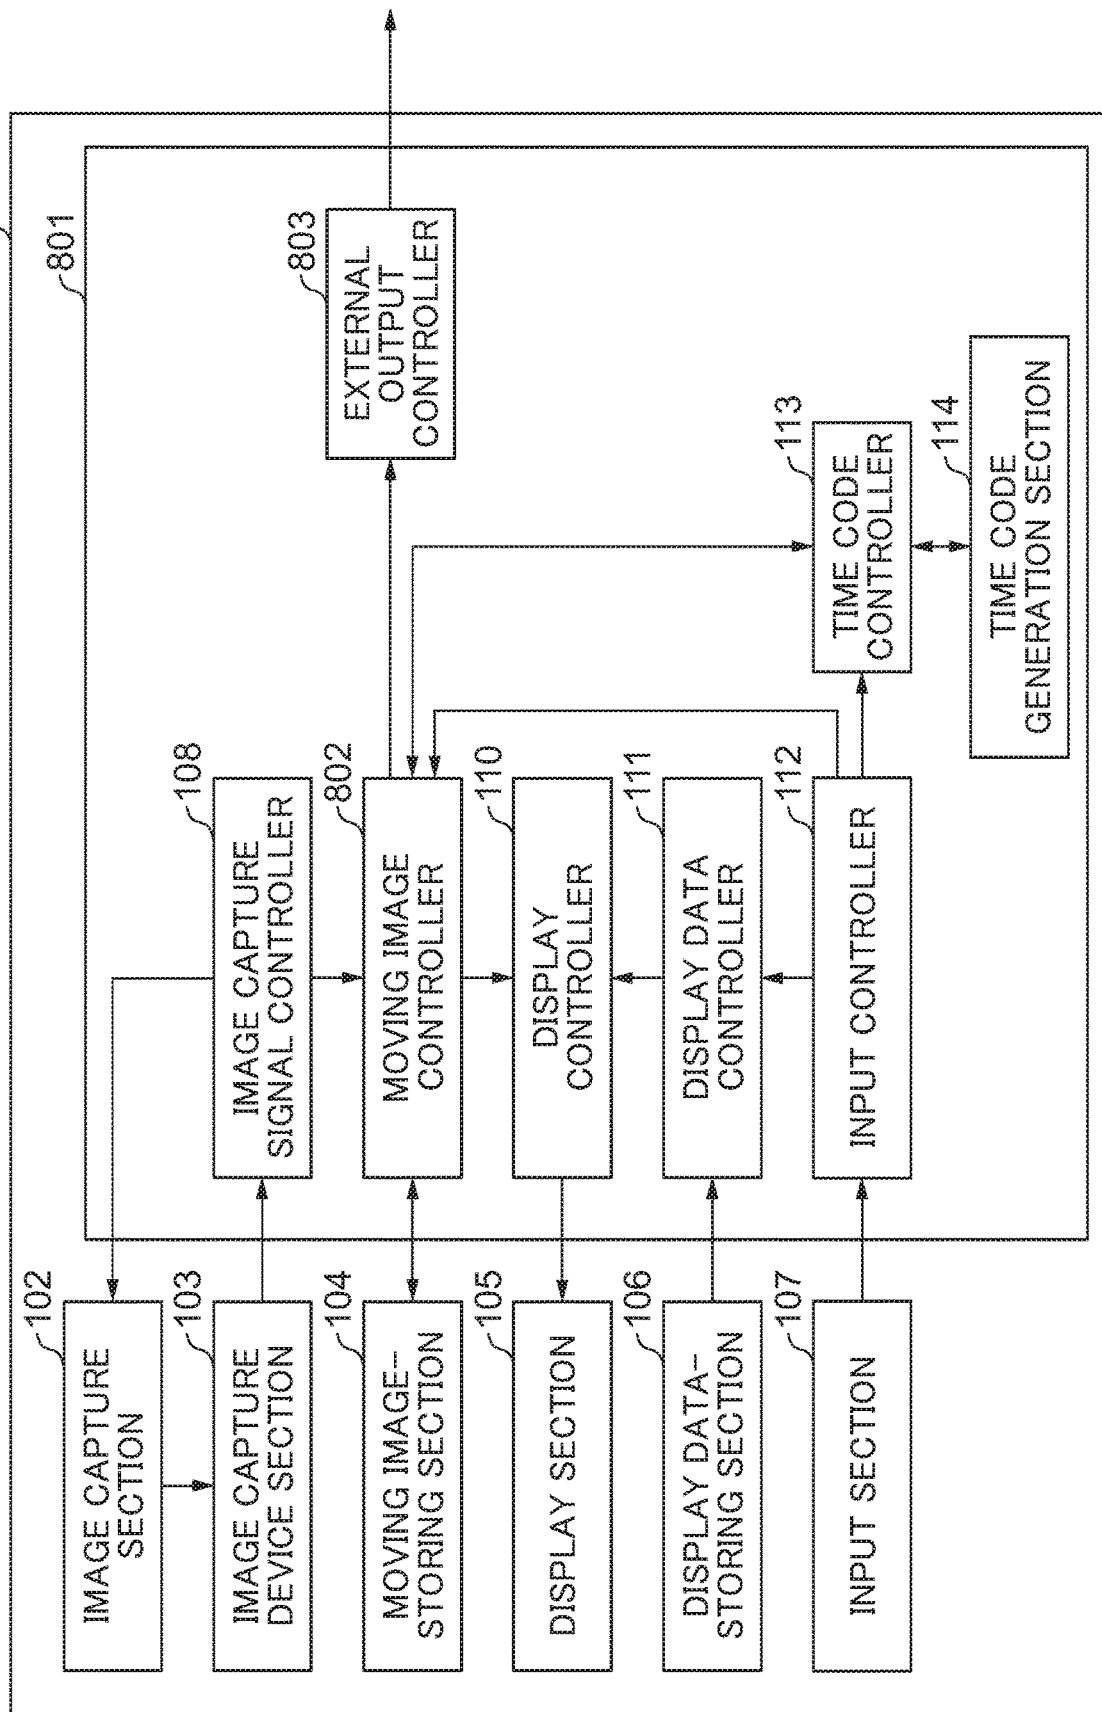 102
IMAGE CAPTURE
SECTION
103
IMAGE CAPTURE
DEVICE SECTION
104
MOVING IMAGE-
STORING SECTION
105
DISPLAY SECTION
106
DISPLAY DATA-
STORING SECTION
107
INPUT SECTION
801
108
IMAGE CAPTURE
SIGNAL CONTROLLER
802
MOVING IMAGE
CONTROLLER
110
DISPLAY
CONTROLLER
111
DISPLAY DATA
CONTROLLER
112
INPUT CONTROLLER
803
EXTERNAL
OUTPUT
CONTROLLER
113
TIME CODE
CONTROLLER
114
TIME CODE
GENERATION SECTION